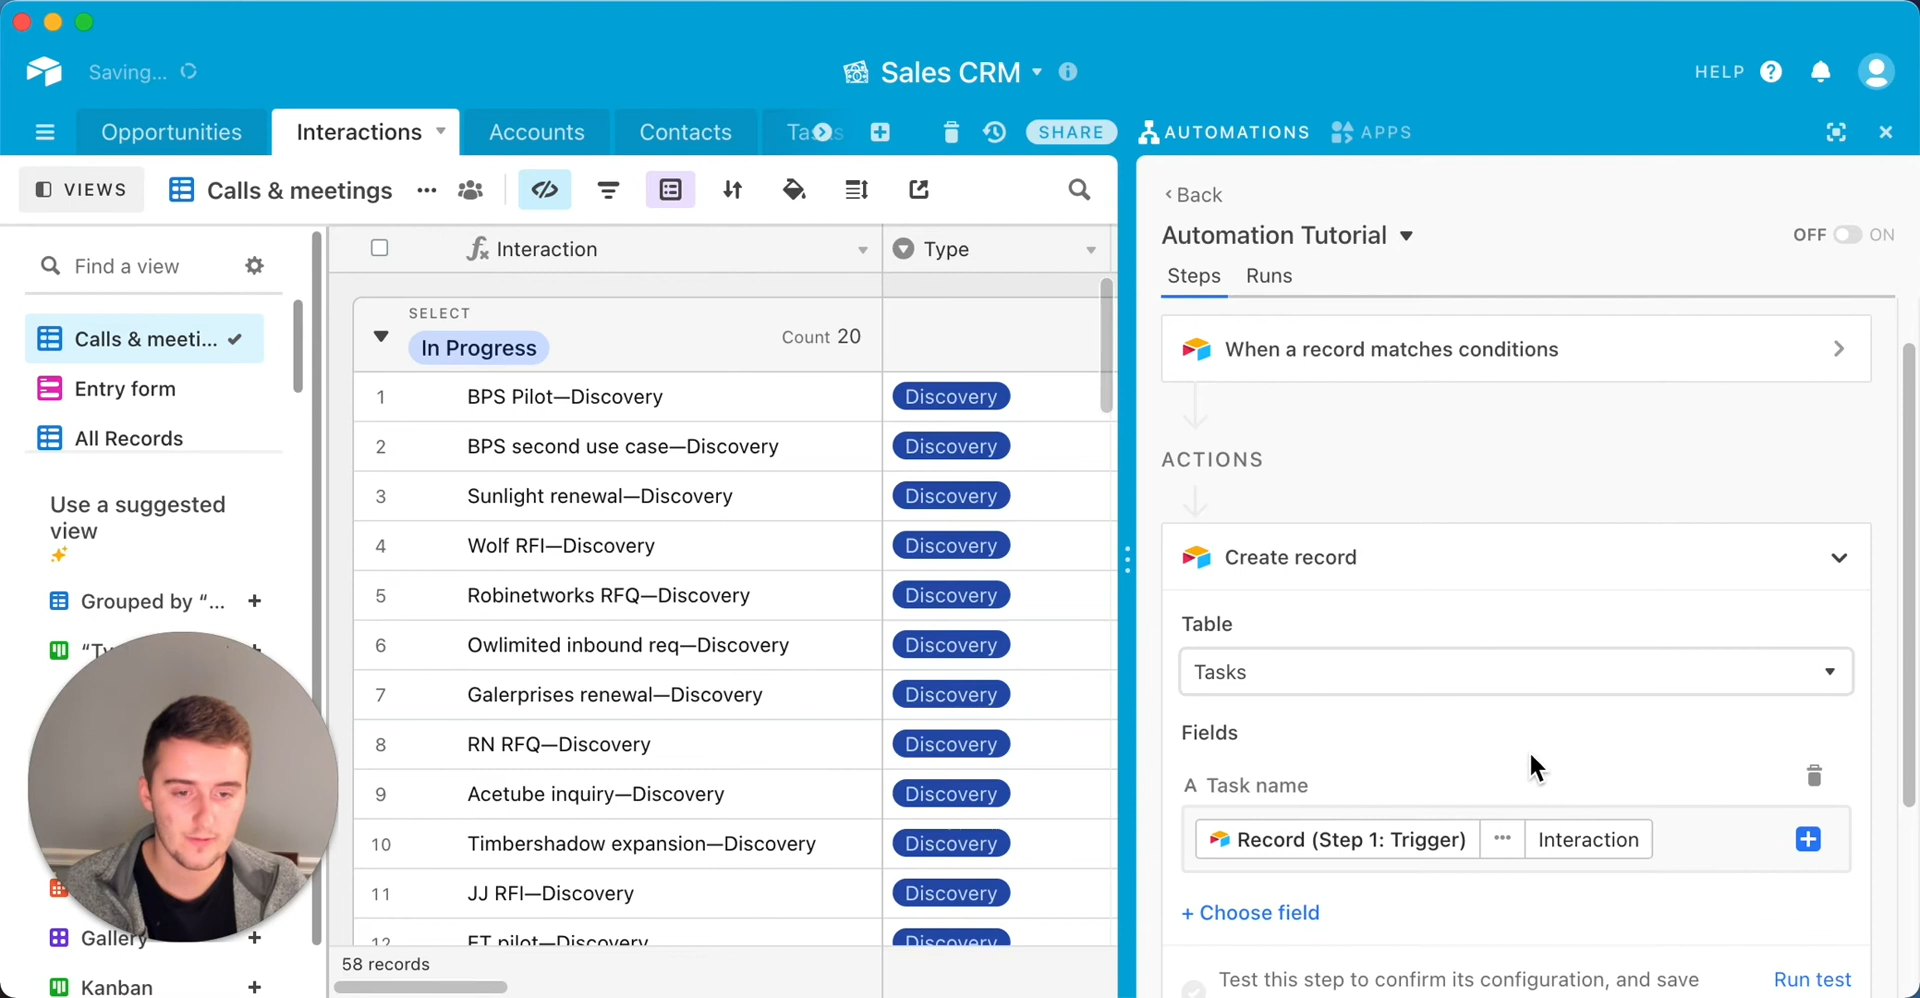 Saving...
Sales CRM
HELP
Opportunities
Interactions
Accounts
Contacts
SHARE
AUTOMATIONS
APPS
VIEWS
Calls & meetings
Find a view
Calls & meeti...
Entry form
All Records
Use a suggested
view
Grouped by “...
Gallery
Kanban
Interaction
Type
SELECT
In Progress
Count 20
1 BPS Pilot—Discovery Discovery
2 BPS second use case—Discovery Discovery
3 Sunlight renewal—Discovery Discovery
4 Wolf RFI—Discovery Discovery
5 Robinetworks RFQ—Discovery Discovery
6 Owlimited inbound req—Discovery Discovery
7 Galerprises renewal—Discovery Discovery
8 RN RFQ—Discovery Discovery
9 Acetube inquiry—Discovery Discovery
10 Timbershadow expansion—Discovery Discovery
11 JJ RFI—Discovery Discovery
12 ET pilot—Discovery Discovery
58 records
Back
Automation Tutorial
OFF ON
Steps
Runs
When a record matches conditions
ACTIONS
Create record
Table
Tasks
Fields
A Task name
Record (Step 1: Trigger) ••• Interaction
+ Choose field
Test this step to confirm its configuration, and save
Run test